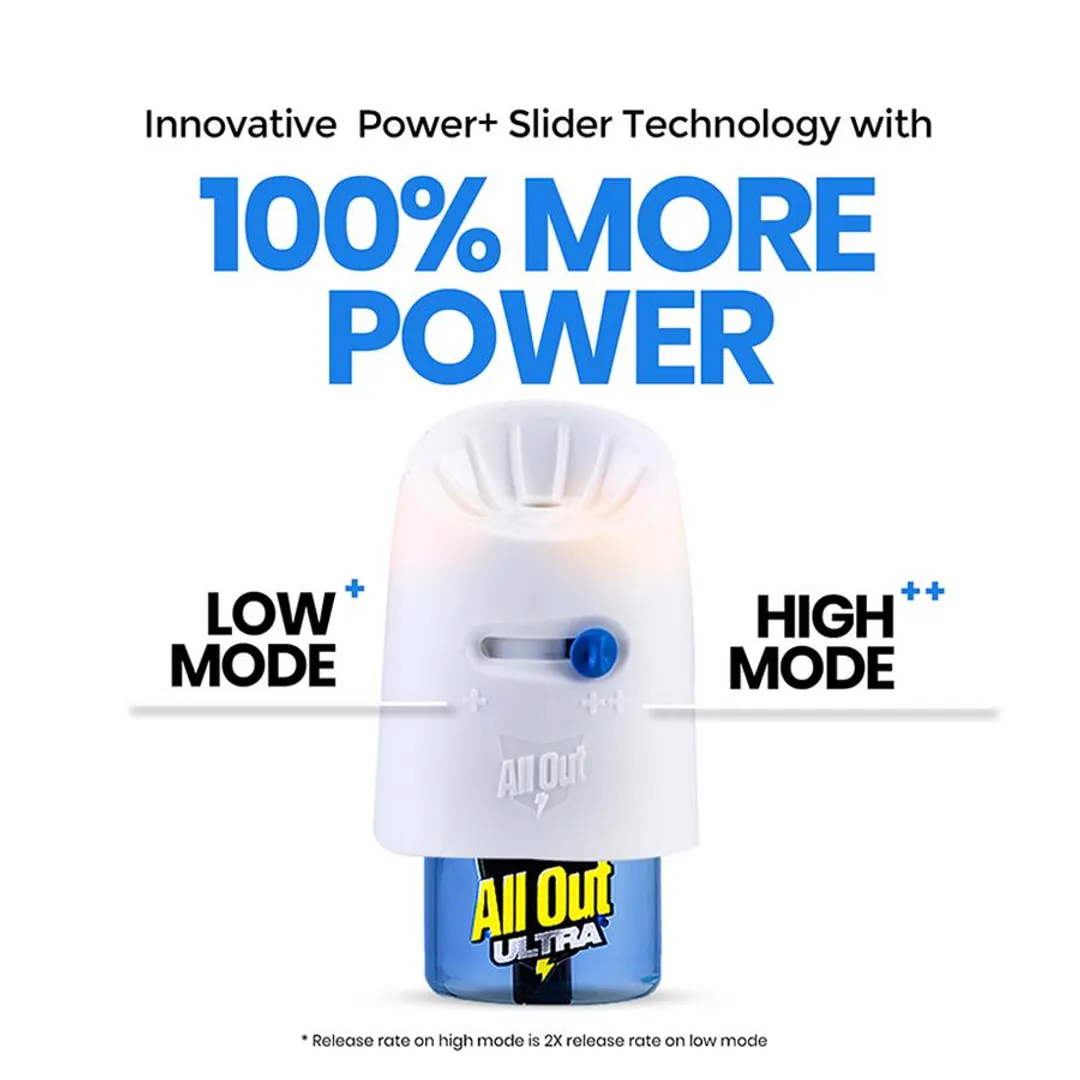 Innovative Power+ Slider Technology with
100% MORE
POWER
LOW +
MODE
HIGH ++
MODE
+ ++
All Out
All Out
ULTRA
* Release rate on high mode is 2X release rate on low mode